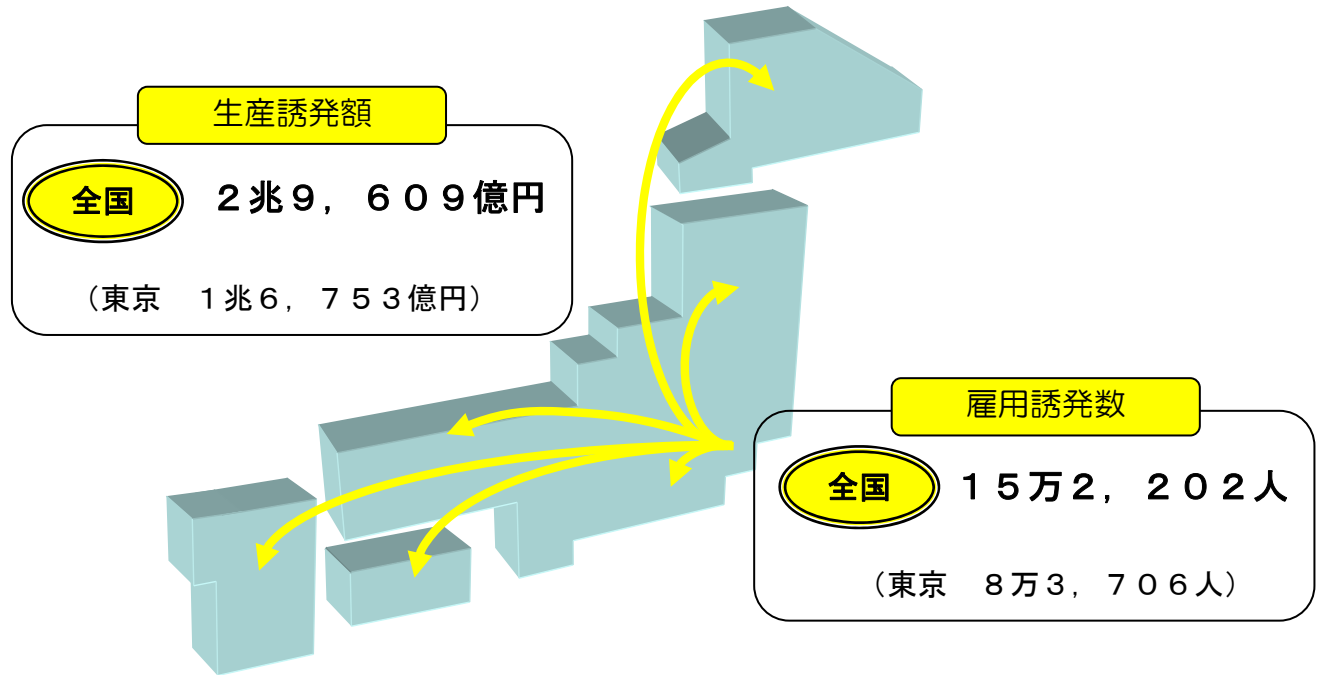 生産誘発額
全国 ２兆９，６０９億円
（東京　１兆６，７５３億円）
雇用誘発数
全国 １５万２，２０２人
（東京　８万３，７０６人）